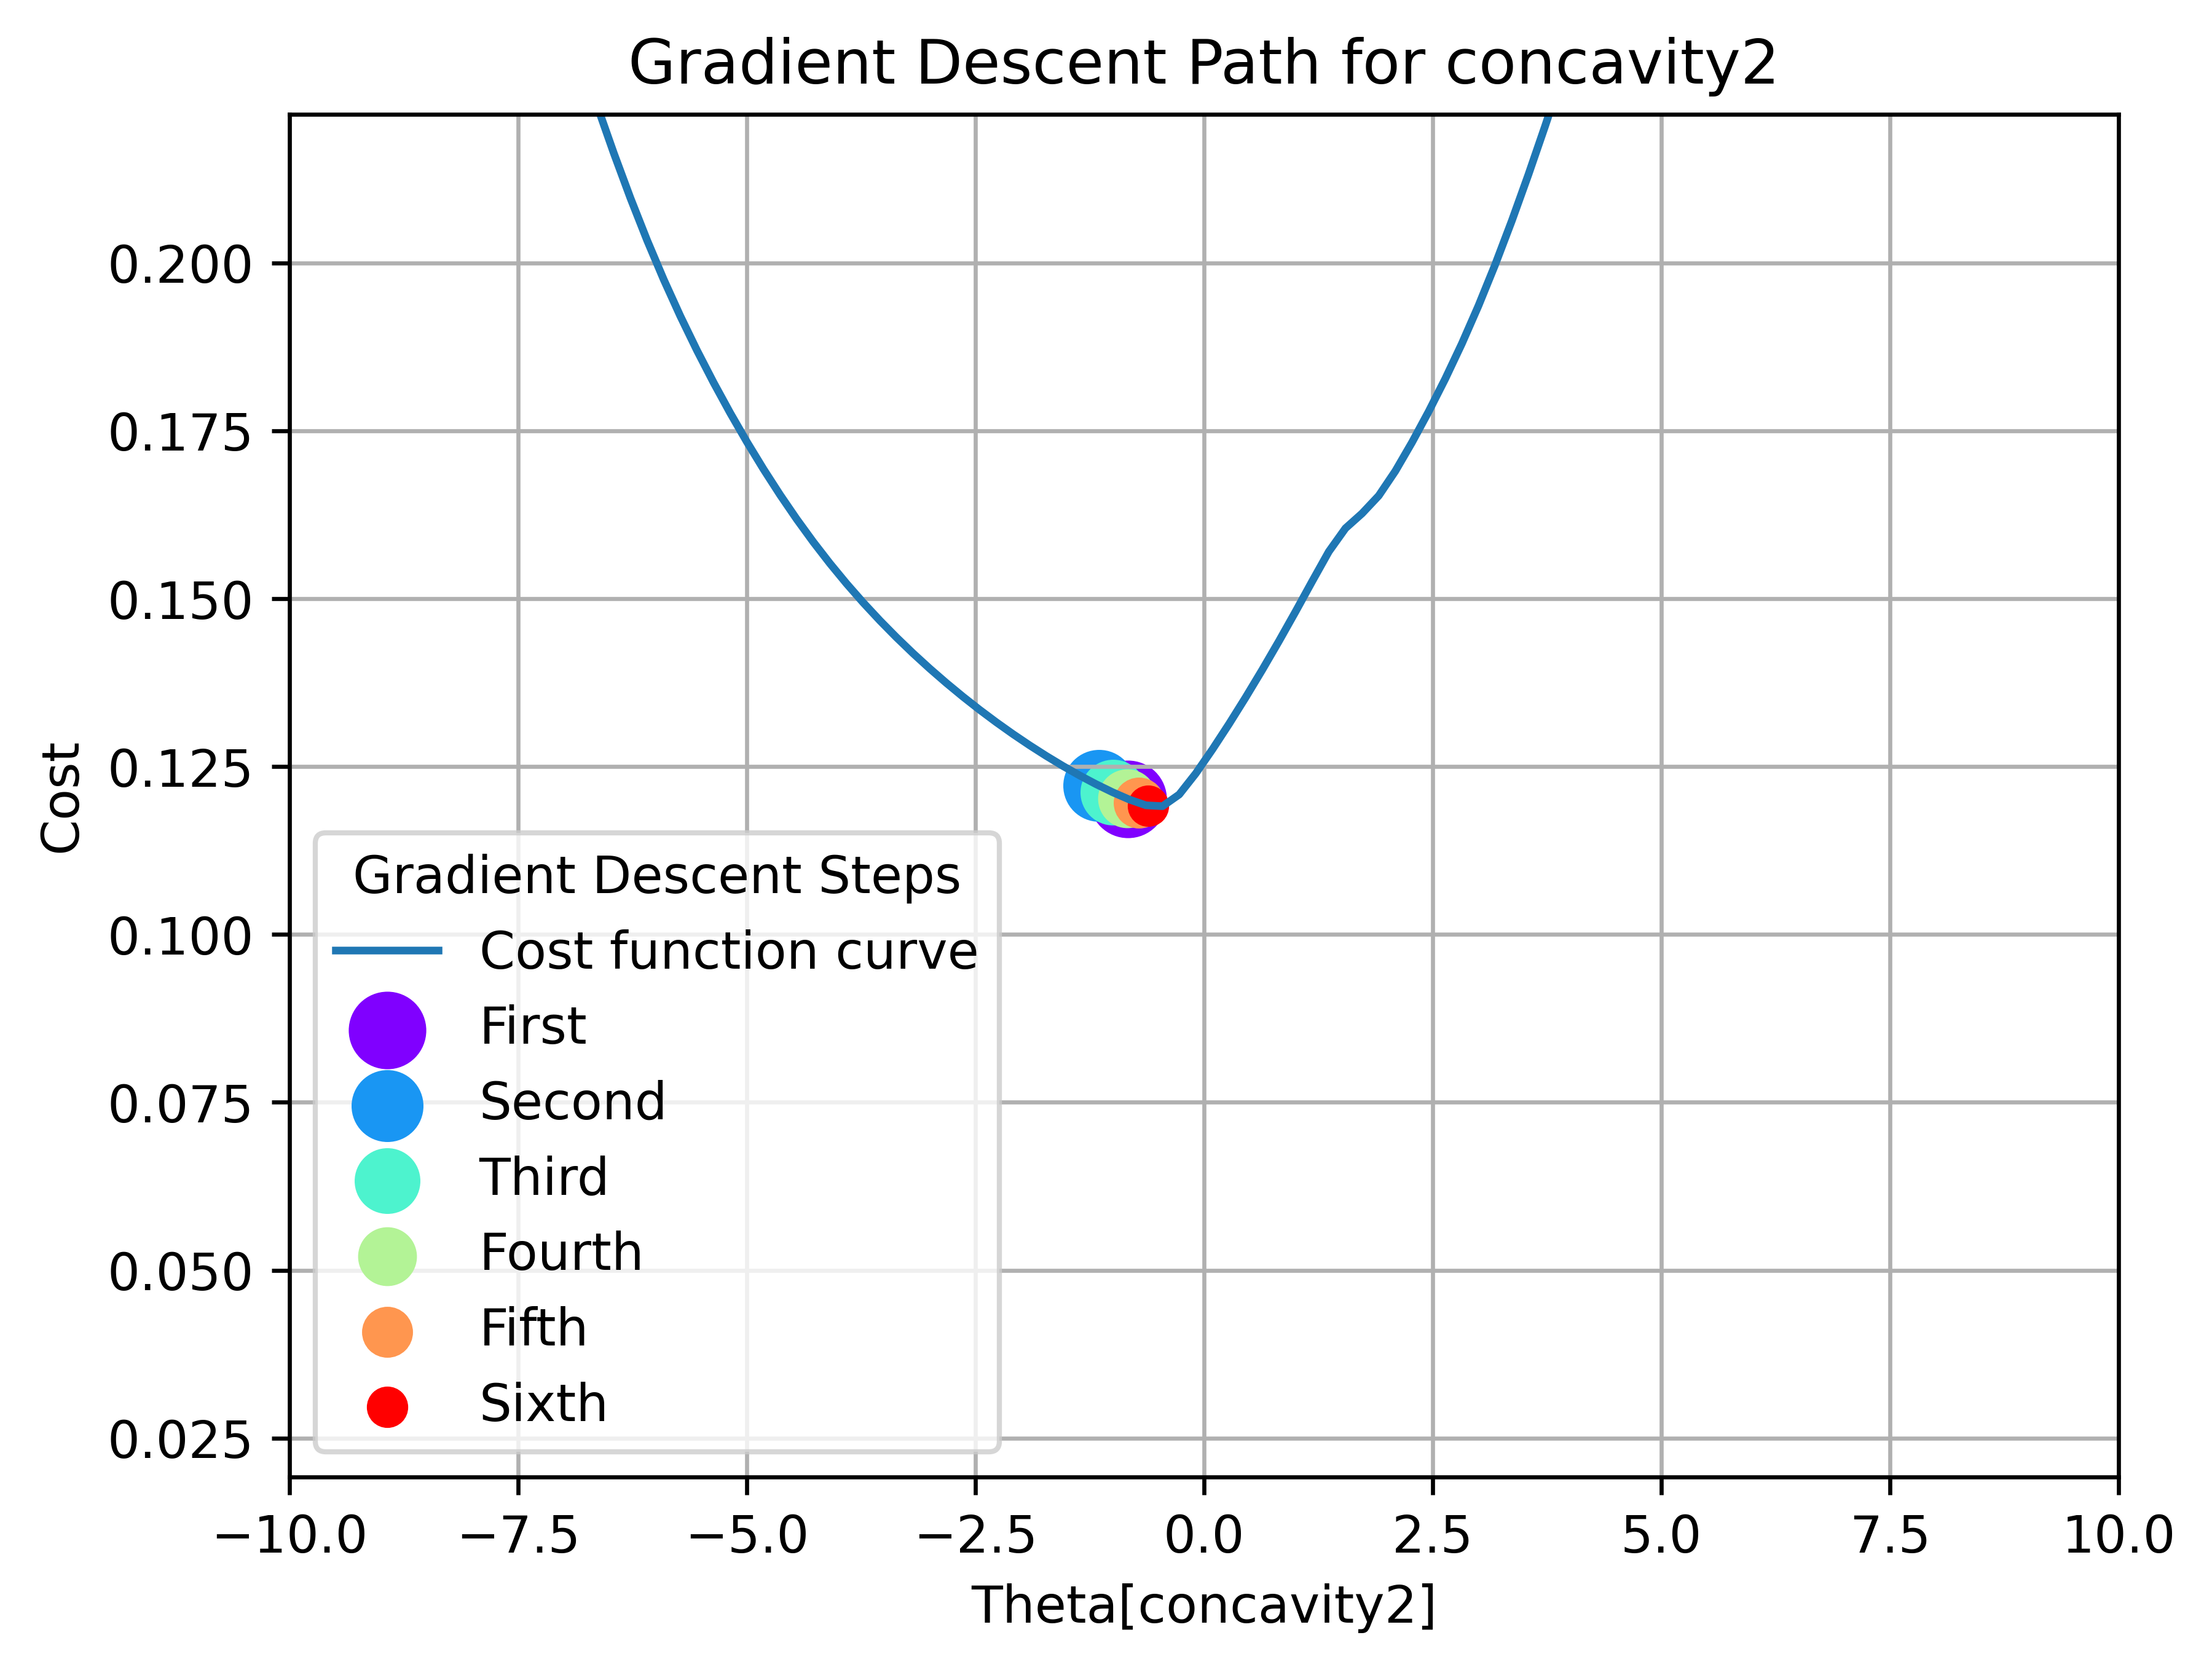 Gradient Descent Path for concavity2
0.200
0.175
0.150
0.125
0.100
0.075
0.050
0.025
Cost
Gradient Descent Steps
Cost function curve
First
Second
Third
Fourth
Fifth
Sixth
−10.0 −7.5 −5.0 −2.5 0.0 2.5 5.0 7.5 10.0
Theta[concavity2]